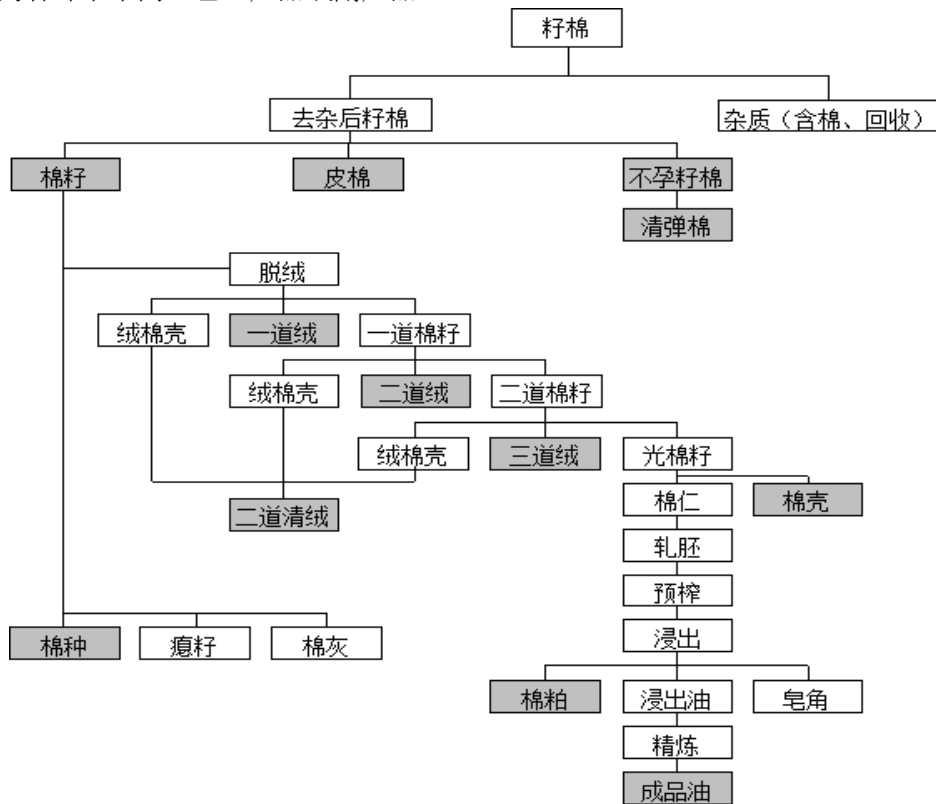 籽棉
去杂后籽棉
杂质（含棉、回收）
棉籽
皮棉
不孕籽棉
清弹棉
脱绒
绒棉壳
一道绒
一道棉籽
绒棉壳
二道绒
二道棉籽
绒棉壳
三道绒
光棉籽
二道清绒
棉仁
棉壳
轧胚
预榨
棉种
瘪籽
棉灰
浸出
棉粕
浸出油
皂角
精炼
成品油